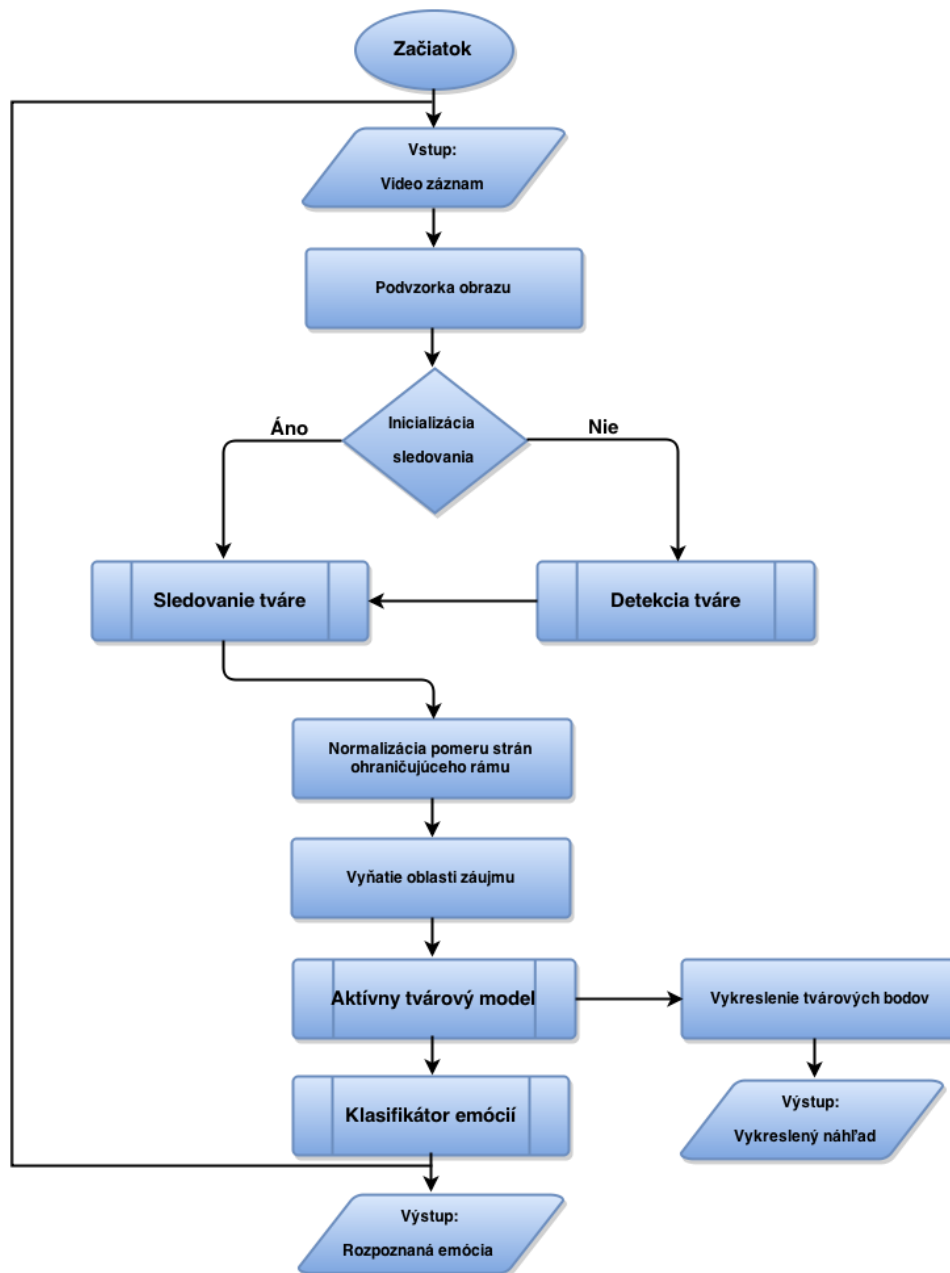 Začiatok
Vstup:
Video záznam
Podvzorka obrazu
Inicializácia
sledovania
Áno
Nie
Sledovanie tváre
Detekcia tváre
Normalizácia pomeru strán
ohraničujúceho rámu
Vyňatie oblasti záujmu
Aktívny tvárový model
Vykreslenie tvárových bodov
Klasifikátor emócií
Výstup:
Vykreslený náhľad
Výstup:
Rozpoznaná emócia